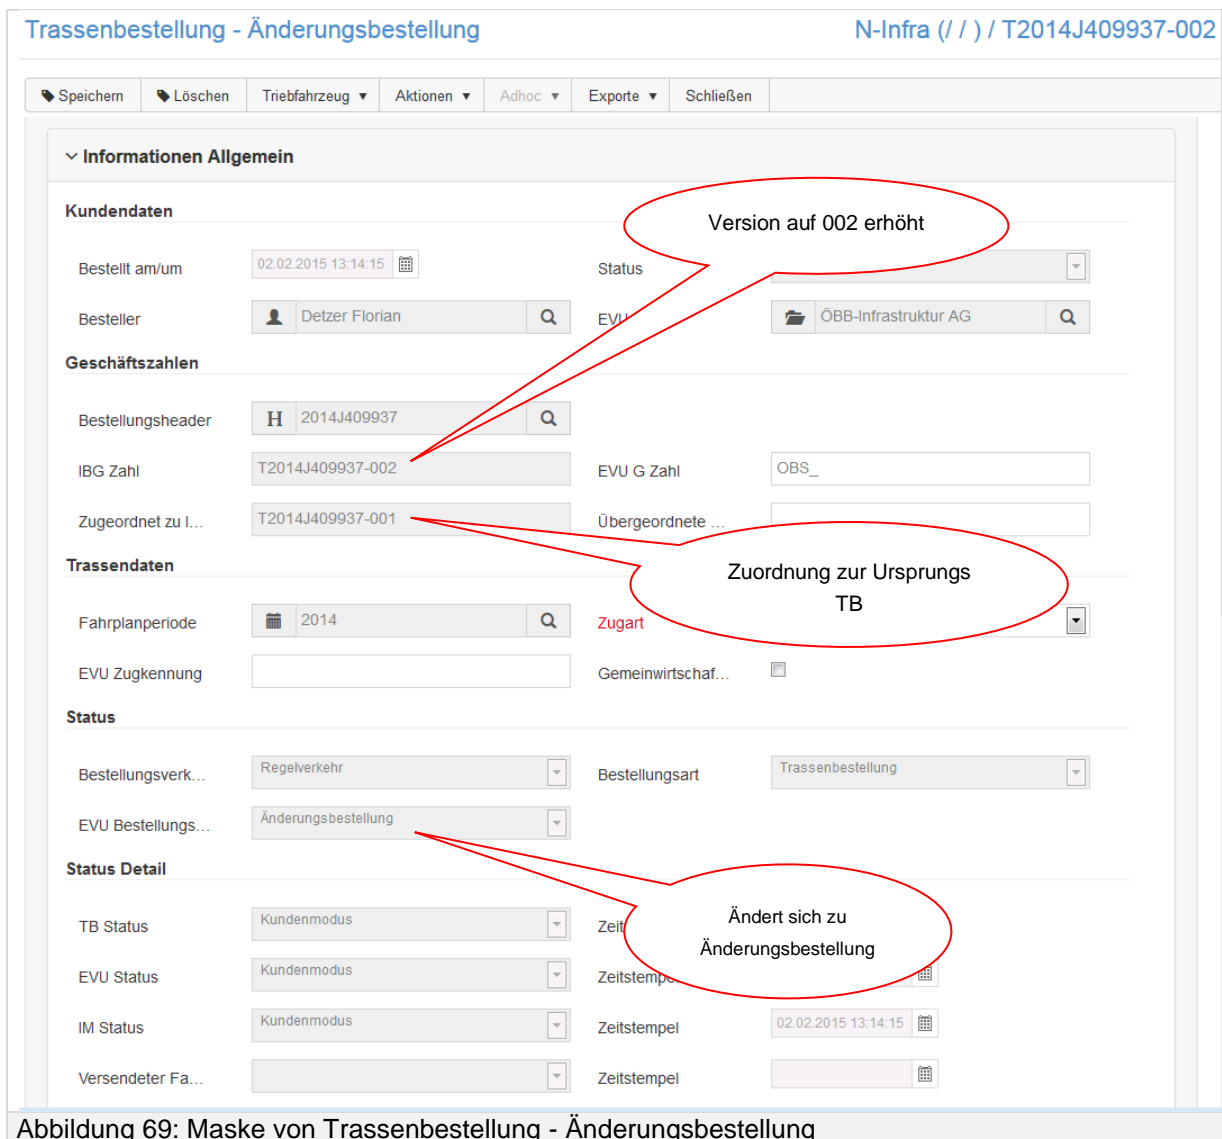 Trassenbestellung - Änderungsbestellung N-Infra (/ / ) / T2014J409937-002
Speichern Löschen Triebfahrzeug Aktionen Adhoc Exporte Schließen
Informationen Allgemein
Kundendaten
Version auf 002 erhöht
Bestellt am/um 02.02.2015 13:14:15 Status
Besteller Detzer Florian EVU ÖBB-Infrastruktur AG
Geschäftszahlen
Bestellungsheader H 2014J409937
IBG Zahl T2014J409937-002 EVU G Zahl OBS_
Zugeordnet zu I... T2014J409937-001 Übergeordnete ...
Trassendaten
Zuordnung zur Ursprungs
TB
Fahrplanperiode 2014 Zugart
EVU Zugkennung Gemeinwirtschaf...
Status
Bestellungsverk... Regelverkehr Bestellungsart Trassenbestellung
EVU Bestellungs... Änderungsbestellung
Status Detail
Ändert sich zu
Änderungsbestellung
TB Status Kundenmodus Zeit
EVU Status Kundenmodus Zeitstempel
IM Status Kundenmodus Zeitstempel 02.02.2015 13:14:15
Versendeter Fa... Zeitstempel
Abbildung 69: Maske von Trassenbestellung - Änderungsbestellung